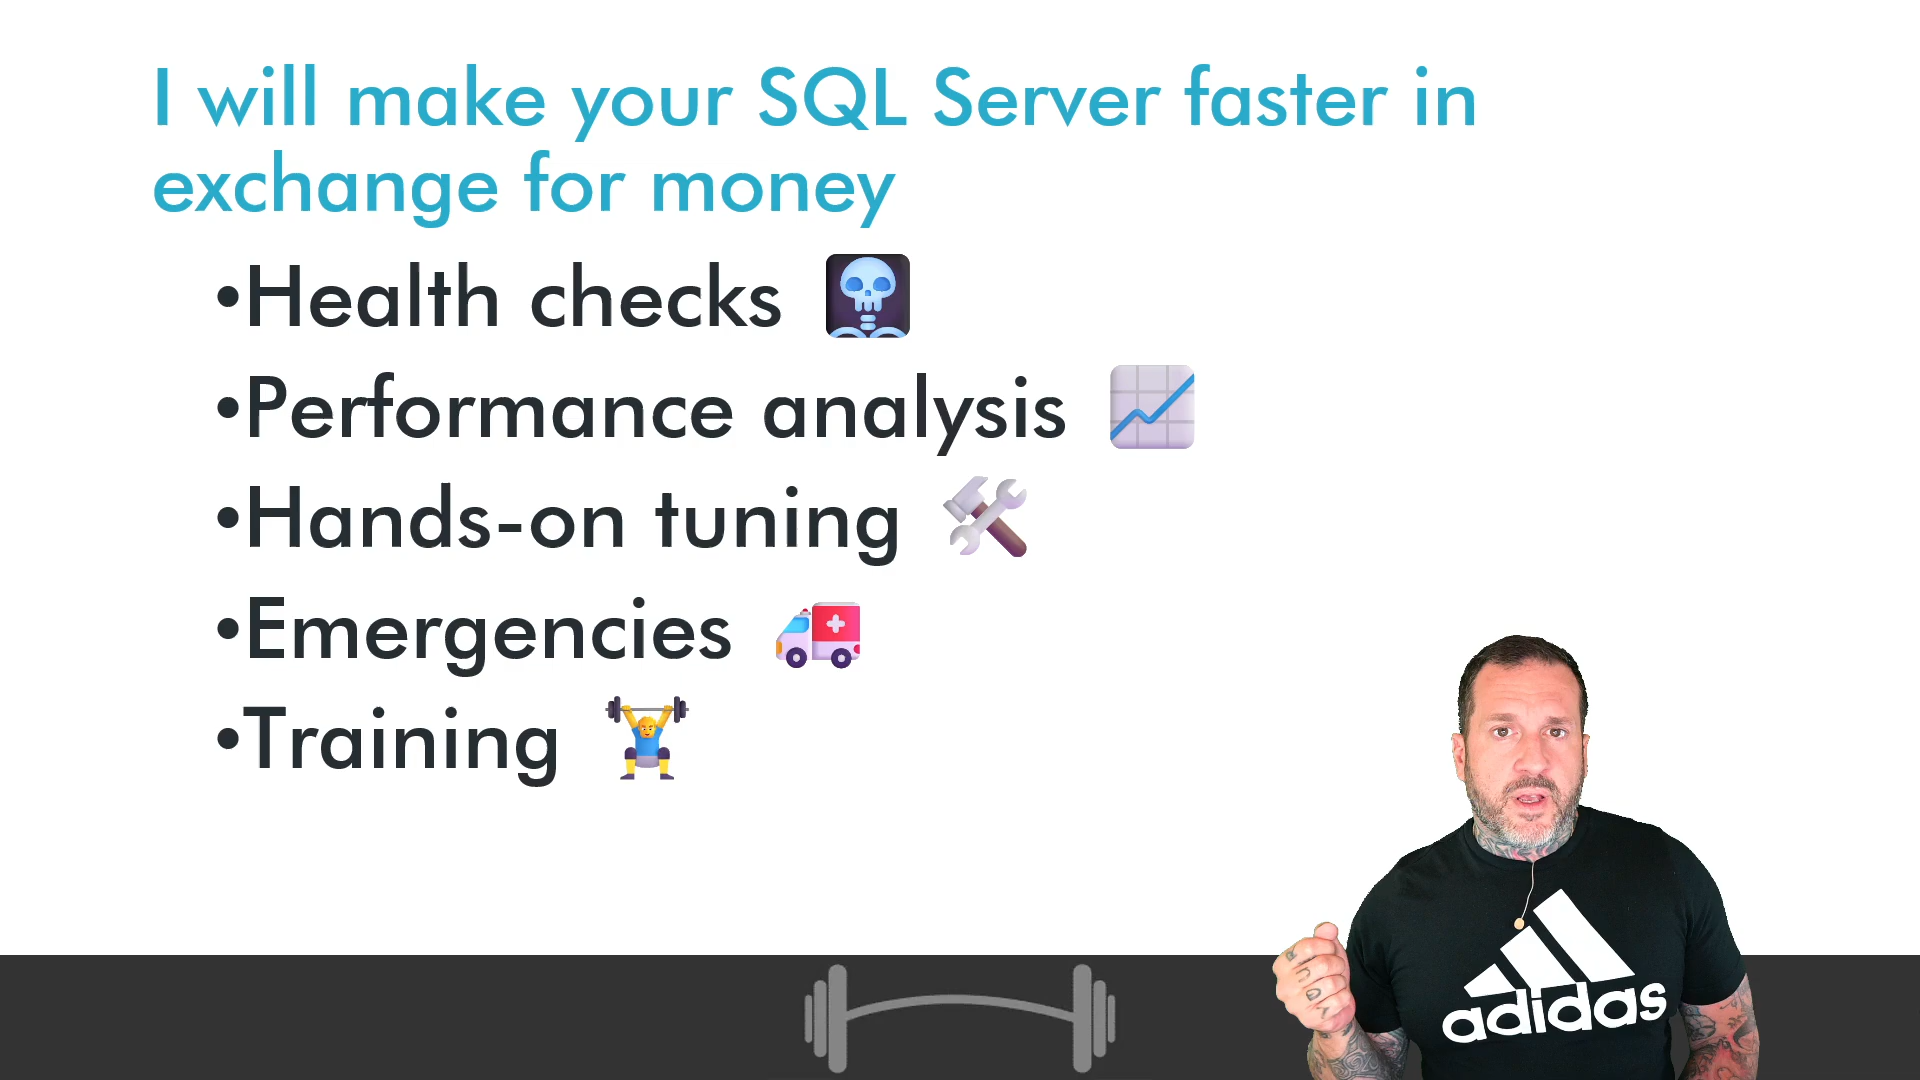 I will make your SQL Server faster in
exchange for money
•Health checks
•Performance analysis
•Hands-on tuning
•Emergencies
•Training
adidas